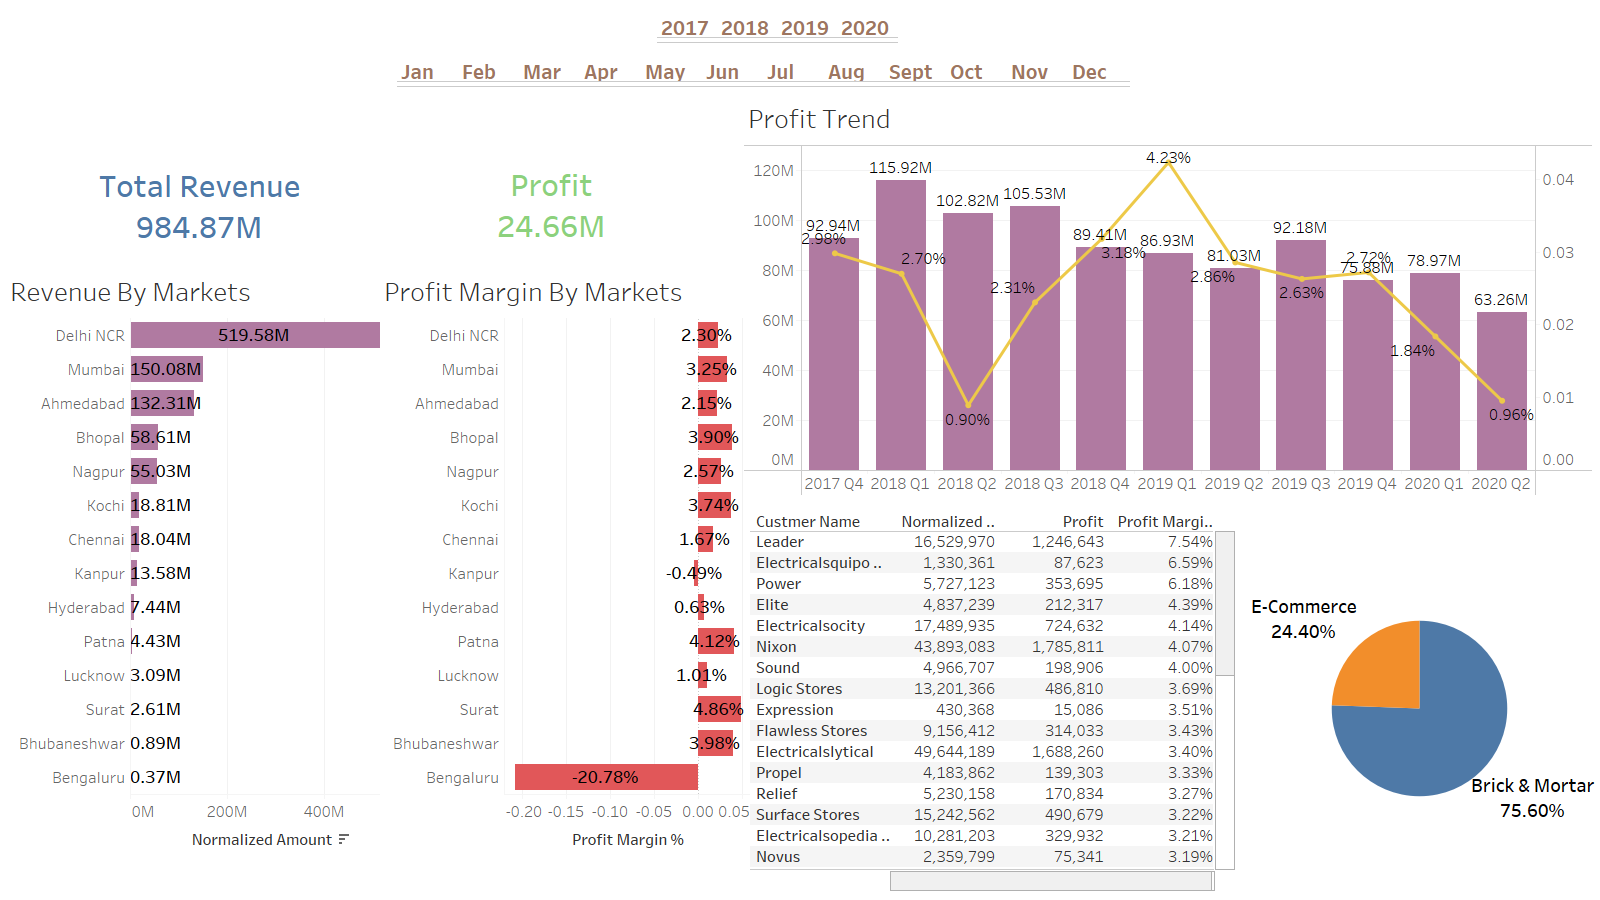 2017 2018 2019 2020
Jan Feb Mar Apr May Jun Jul Aug Sept Oct Nov Dec
Total Revenue
984.87M
Profit
24.66M
Revenue By Markets
Delhi NCR 519.58M
Mumbai 150.08M
Ahmedabad 132.31M
Bhopal 58.61M
Nagpur 55.03M
Kochi 18.81M
Chennai 18.04M
Kanpur 13.58M
Hyderabad 7.44M
Patna 4.43M
Lucknow 3.09M
Surat 2.61M
Bhubaneshwar 0.89M
Bengaluru 0.37M
0M 200M 400M
Normalized Amount
Profit Margin By Markets
Delhi NCR 2.30%
Mumbai 3.25%
Ahmedabad 2.15%
Bhopal 3.90%
Nagpur 2.57%
Kochi 3.74%
Chennai 1.67%
Kanpur -0.49%
Hyderabad 0.63%
Patna 4.12%
Lucknow 1.01%
Surat 4.86%
Bhubaneshwar 3.98%
Bengaluru -20.78%
-0.20 -0.15 -0.10 -0.05 0.00 0.05
Profit Margin %
Profit Trend
120M
100M
80M
60M
40M
20M
0M
92.94M 115.92M 102.82M 105.53M 89.41M 86.93M 81.03M 92.18M 75.88M 78.97M 63.26M
2.98% 2.70% 0.90% 2.31% 3.18% 4.23% 2.86% 2.63% 2.72% 1.84% 0.96%
0.04
0.03
0.02
0.01
0.00
2017 Q4 2018 Q1 2018 Q2 2018 Q3 2018 Q4 2019 Q1 2019 Q2 2019 Q3 2019 Q4 2020 Q1 2020 Q2
Custmer Name Normalized .. Profit Profit Margi..
Leader 16,529,970 1,246,643 7.54%
Electricalsquipo .. 1,330,361 87,623 6.59%
Power 5,727,123 353,695 6.18%
Elite 4,837,239 212,317 4.39%
Electricalsocity 17,489,935 724,632 4.14%
Nixon 43,893,083 1,785,811 4.07%
Sound 4,966,707 198,906 4.00%
Logic Stores 13,201,366 486,810 3.69%
Expression 430,368 15,086 3.51%
Flawless Stores 9,156,412 314,033 3.43%
Electricalslytical 49,644,189 1,688,260 3.40%
Propel 4,183,862 139,303 3.33%
Relief 5,230,158 170,834 3.27%
Surface Stores 15,242,562 490,679 3.22%
Electricalsopedia .. 10,281,203 329,932 3.21%
Novus 2,359,799 75,341 3.19%
E-Commerce
24.40%
Brick & Mortar
75.60%